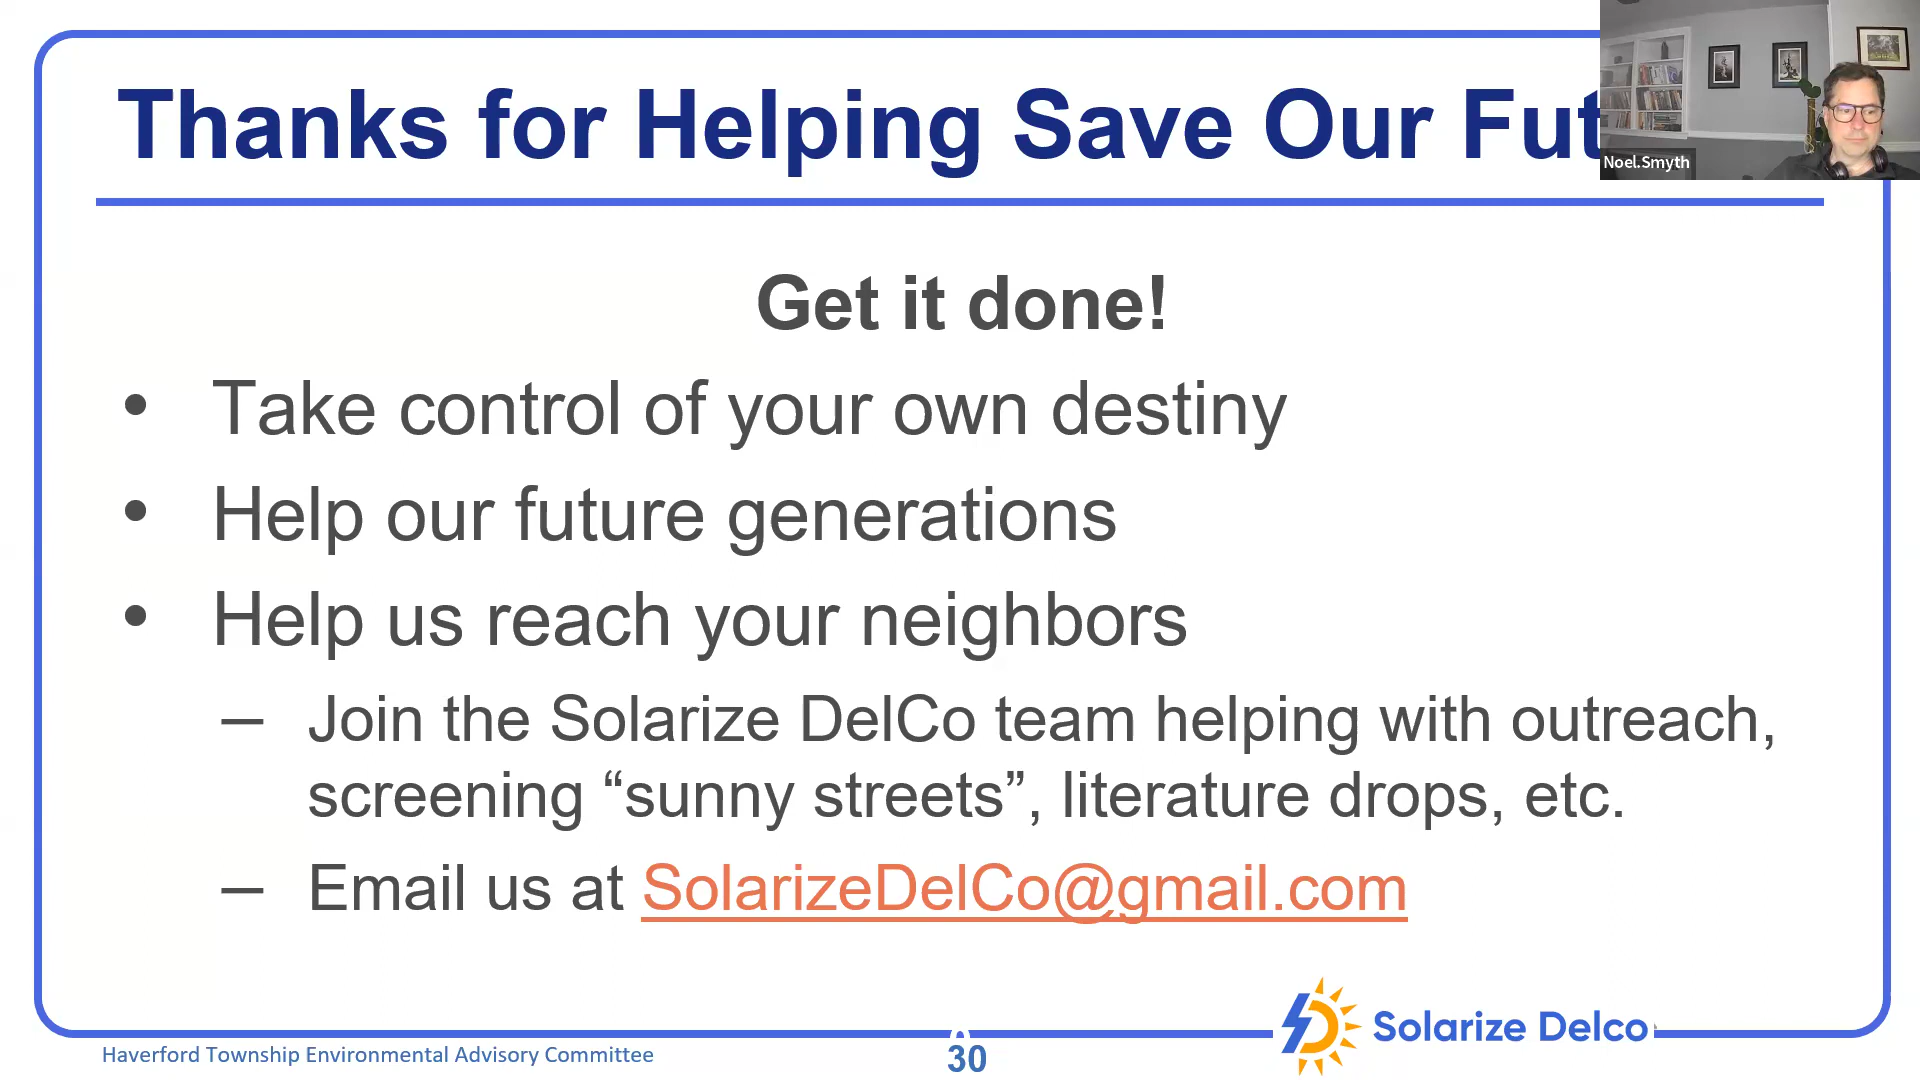 Thanks for Helping Save Our Fut
Noel.Smyth
Get it done!
• Take control of your own destiny
• Help our future generations
• Help us reach your neighbors
– Join the Solarize DelCo team helping with outreach,
screening “sunny streets”, literature drops, etc.
– Email us at SolarizeDelCo@gmail.com
Haverford Township Environmental Advisory Committee
30
Solarize Delco